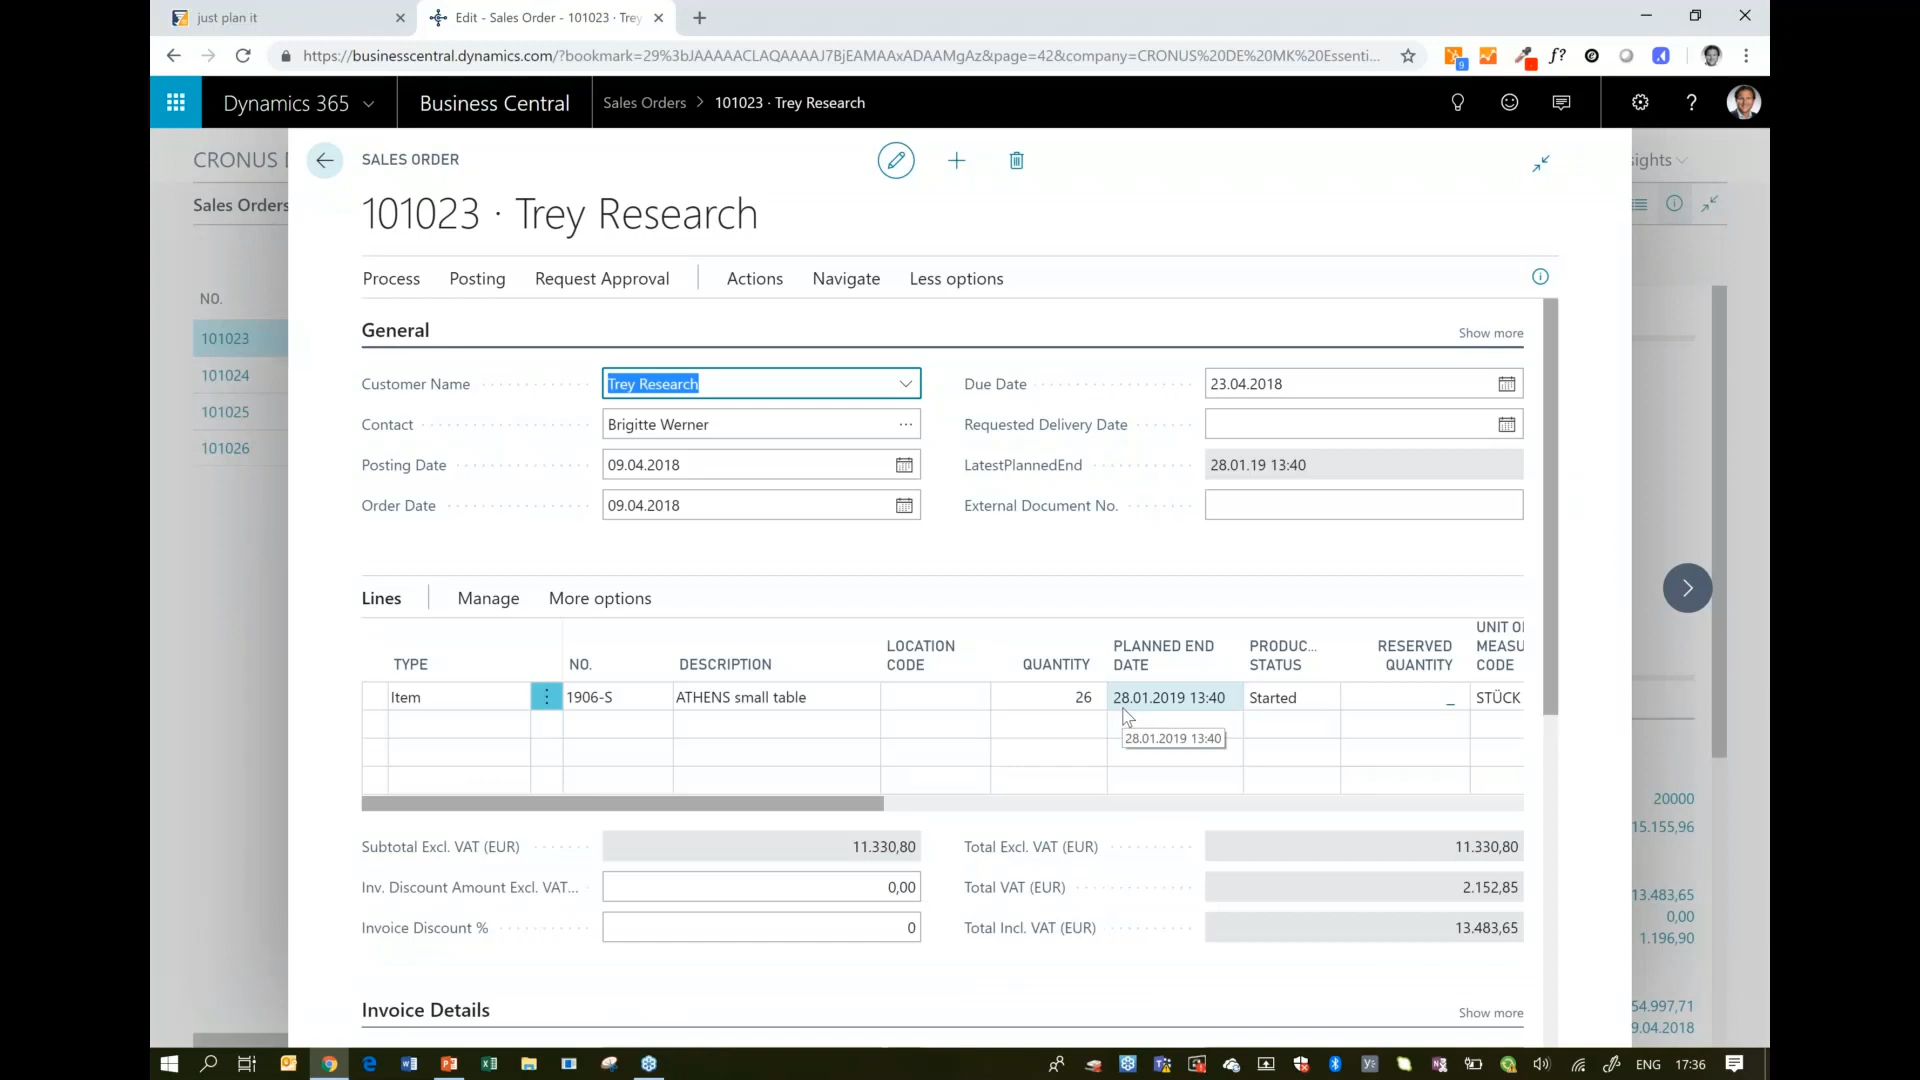 just plan it
Edit - Sales Order - 101023 · Trey
https://businesscentral.dynamics.com/?bookmark=29%3bJAAAAACLAQAAAAJ7BjEAMAAxADAAMgAz&page=42&company=CRONUS%20DE%20MK%20Essenti...
f?
9
Dynamics 365
Business Central
Sales Orders > 101023 · Trey Research
?
CRONUS
sights
SALES ORDER
Sales Orders
101023 · Trey Research
Process Posting Request Approval Actions Navigate Less options
NO.
101023
101024
101025
101026
General
Show more
Customer Name
Trey Research
Due Date
23.04.2018
Contact
Brigitte Werner
Requested Delivery Date
Posting Date
09.04.2018
LatestPlannedEnd
28.01.19 13:40
Order Date
09.04.2018
External Document No.
Lines Manage More options
TYPE NO. DESCRIPTION LOCATION CODE QUANTITY PLANNED END DATE PRODUC... STATUS RESERVED QUANTITY UNIT O MEASU CODE
Item 1906-S ATHENS small table 26 28.01.2019 13:40 Started _ STÜCK
28.01.2019 13:40
20000
15.155,96
Subtotal Excl. VAT (EUR)
11.330,80
Total Excl. VAT (EUR)
11.330,80
Inv. Discount Amount Excl. VAT...
0,00
Total VAT (EUR)
2.152,85
13.483,65
0,00
1.196,90
Invoice Discount %
0
Total Incl. VAT (EUR)
13.483,65
Invoice Details
Show more
54.997,71
9.04.2018
ENG 17:36